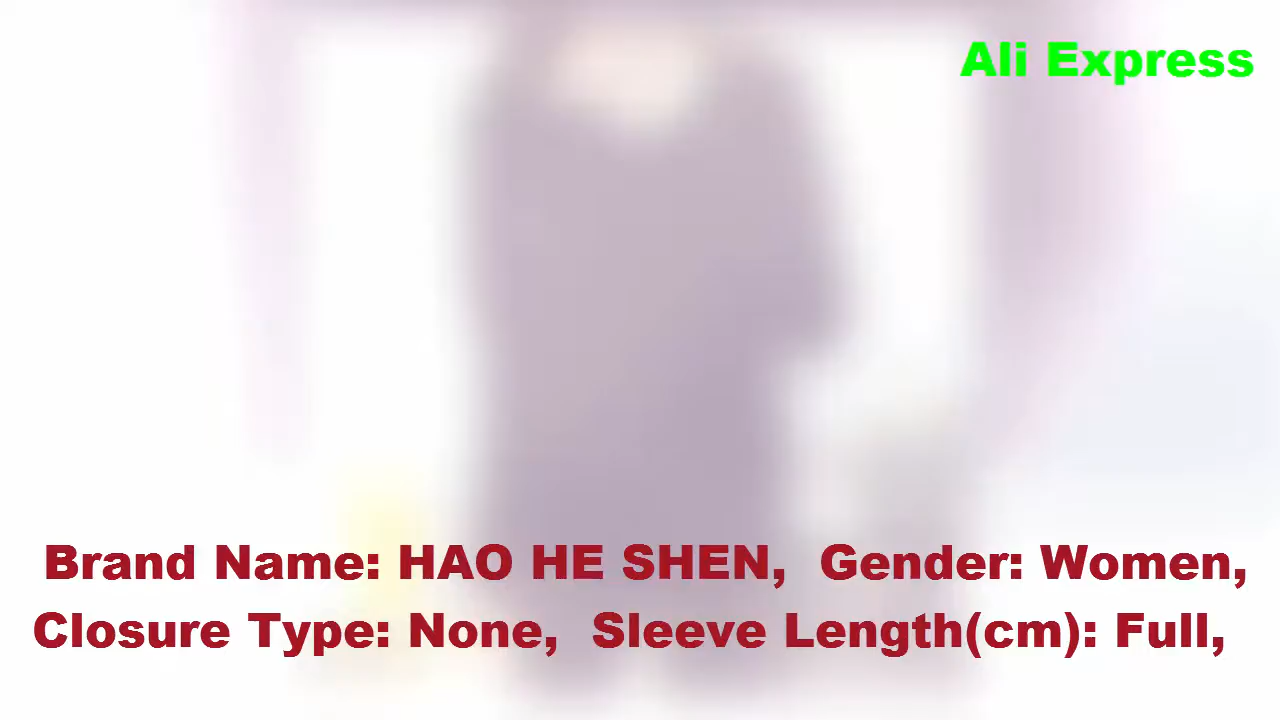 Ali Express
Brand Name: HAO HE SHEN,  Gender: Women,
Closure Type: None,  Sleeve Length(cm): Full,